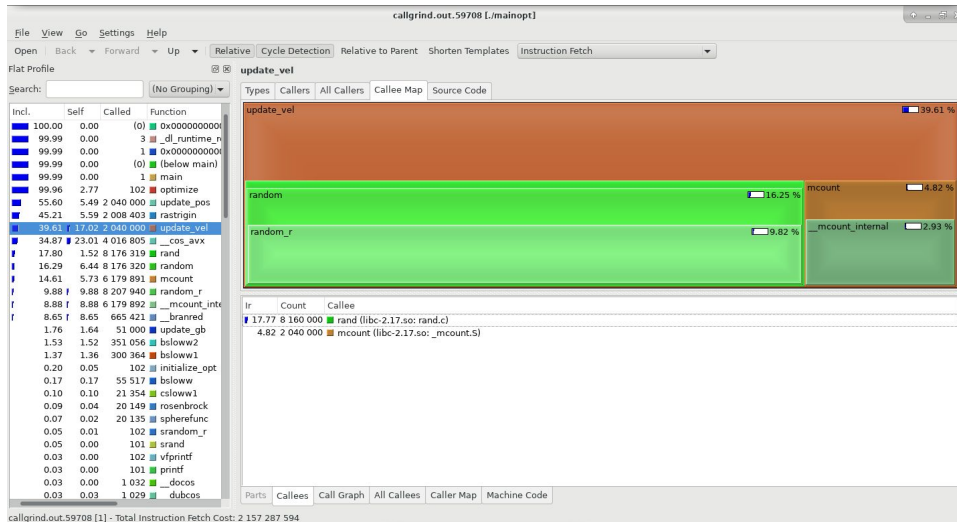 callgrind.out.59708 [./mainopt]
File View Go Settings Help
Open Back Forward Up Relative Cycle Detection Relative to Parent Shorten Templates Instruction Fetch
Flat Profile
Search: (No Grouping)
Incl. Self Called Function
100.00 0.00 (0) 0x000000000
99.99 0.00 3 _dl_runtime_r
99.99 0.00 1 0x000000000
99.99 0.00 (0) (below main)
99.99 0.00 1 main
99.96 2.77 102 optimize
55.60 5.49 2 040 000 update_pos
45.21 5.59 2 008 403 rastrigin
39.61 17.02 2 040 000 update_vel
34.87 23.01 4 016 805 __cos_avx
17.80 1.52 8 176 319 rand
16.29 6.44 8 176 320 random
14.61 5.73 6 179 891 mcount
9.88 9.88 8 207 940 random_r
8.88 8.88 6 179 892 __mcount_inte
8.65 8.65 665 421 __branred
1.76 1.64 51 000 update_gb
1.53 1.52 351 056 bsloww2
1.37 1.36 300 364 bsloww1
0.20 0.05 102 initialize_opt
0.17 0.17 55 517 bsloww
0.10 0.10 21 354 csloww1
0.09 0.04 20 149 rosenbrock
0.07 0.02 20 135 spherefunc
0.05 0.01 102 srandom_r
0.05 0.00 101 srand
0.03 0.00 102 vfprintf
0.03 0.00 101 printf
0.03 0.00 1 032 __docos
0.03 0.03 1 029 __dubcos
update_vel
Types Callers All Callers Callee Map Source Code
update_vel 39.61 %
random 16.25 %
mcount 4.82 %
random_r 9.82 %
__mcount_internal 2.93 %
Ir Count Callee
17.77 8 160 000 rand (libc-2.17.so: rand.c)
4.82 2 040 000 mcount (libc-2.17.so: _mcount.S)
Parts Callees Call Graph All Callees Caller Map Machine Code
callgrind.out.59708 [1] - Total Instruction Fetch Cost: 2 157 287 594